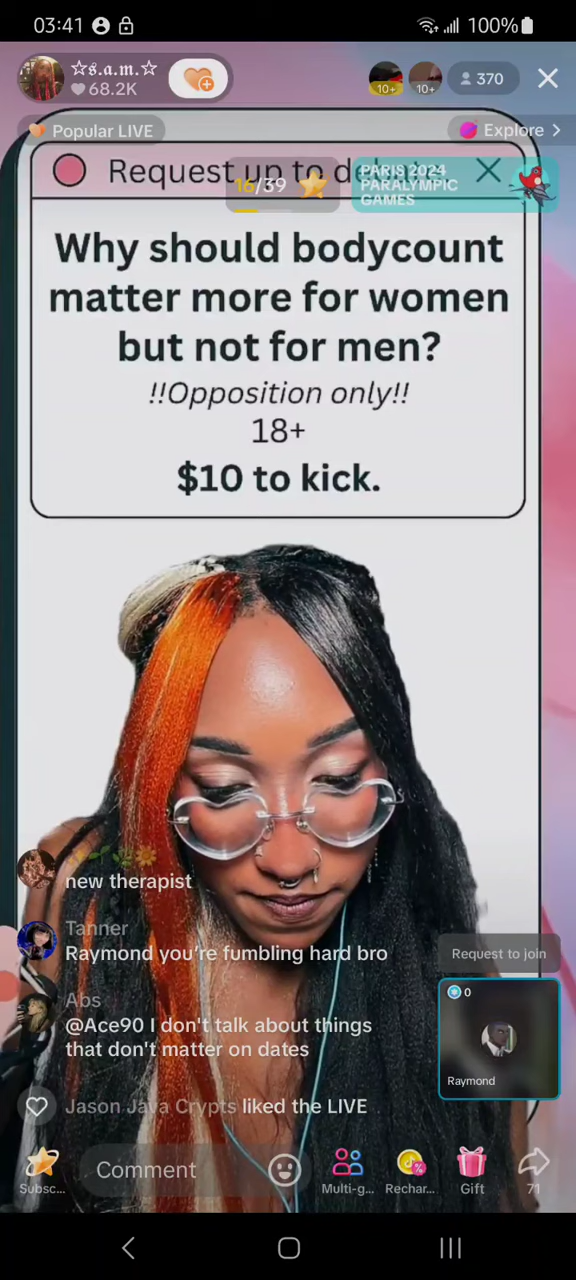 03:41
100%
☆𝖘.𝖆.𝖒.☆
68.2K
10+
10+
370
Popular LIVE
Explore >
Request up to de
16/39
PARIS 2024
PARALYMPIC
GAMES
Why should bodycount
matter more for women
but not for men?
!!Opposition only!!
18+
$10 to kick.
new therapist
Tanner
Raymond you're fumbling hard bro
Request to join
0
Abs
@Ace90 I don't talk about things
that don't matter on dates
Raymond
Jason Java Crypts liked the LIVE
Comment
Subsc...
Multi-g...
Rechar...
Gift
71